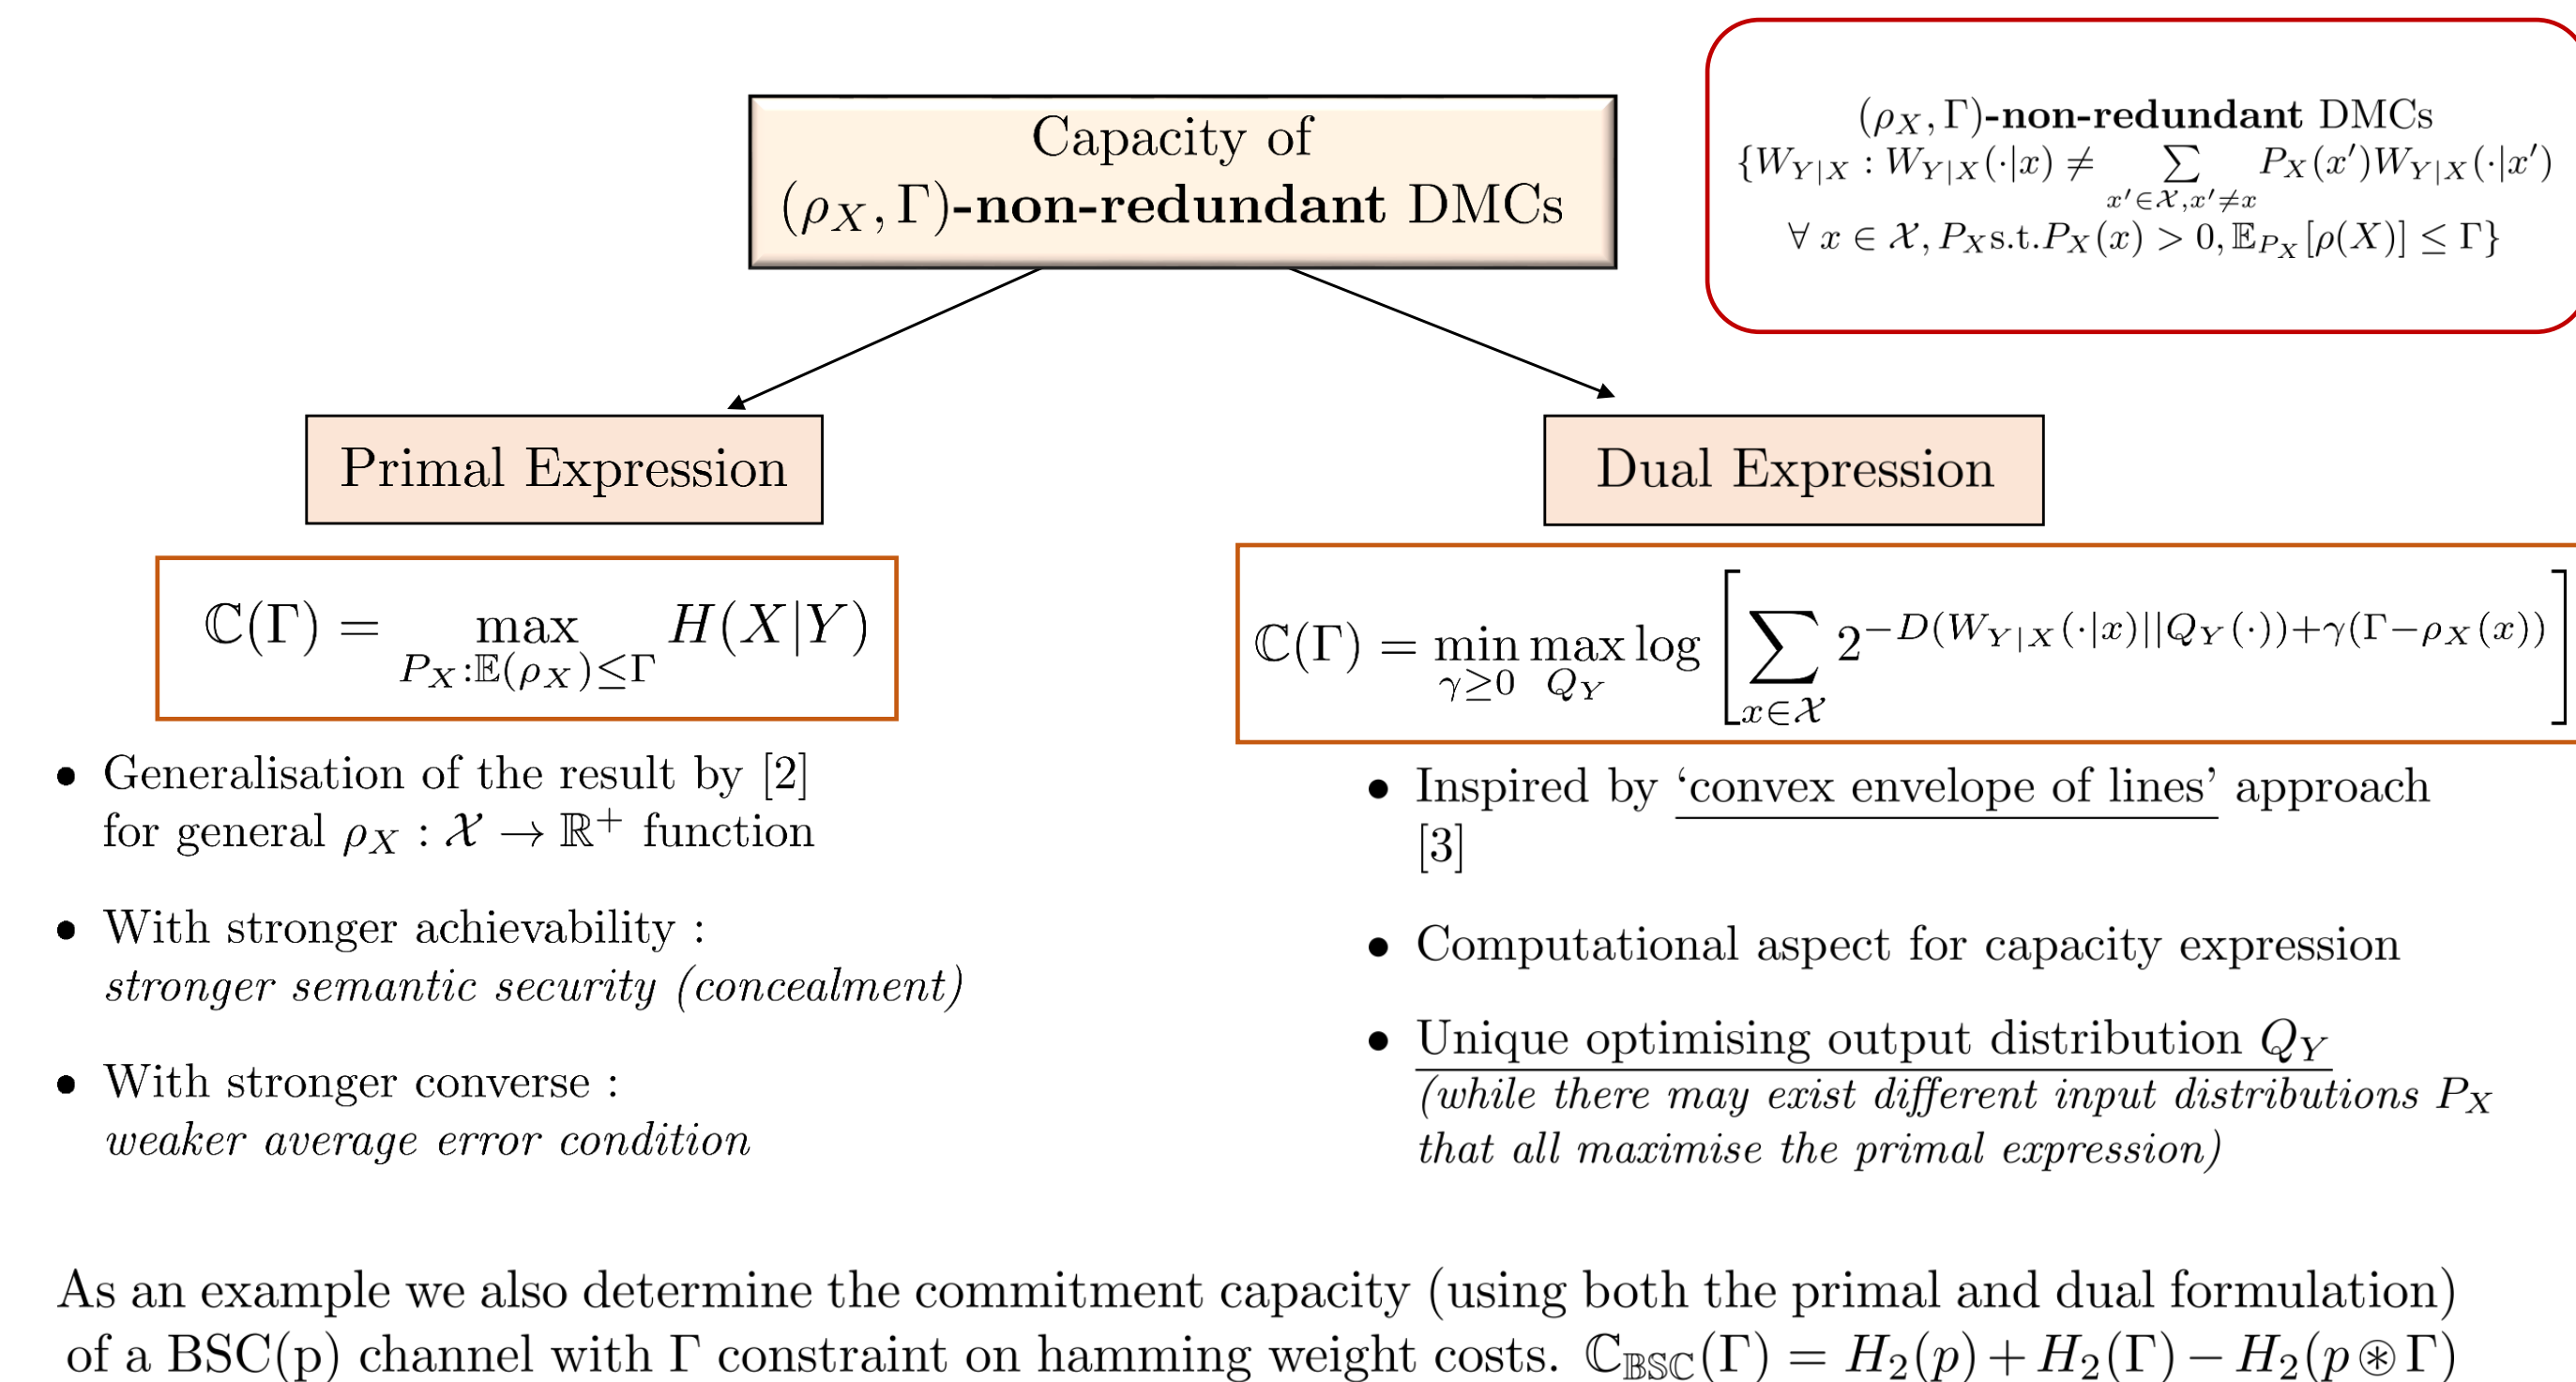 Capacity of
(ρ_X, Γ)-non-redundant DMCs
(ρ_X, Γ)-non-redundant DMCs
{W_{Y|X} : W_{Y|X}(·|x) ≠ ∑_{x′∈𝒳, x′≠x} P_X(x′)W_{Y|X}(·|x′)
∀ x ∈ 𝒳, P_X s.t. P_X(x) > 0, 𝔼_{P_X}[ρ(X)] ≤ Γ}
Primal Expression
ℂ(Γ) = max_{P_X:𝔼(ρ_X)≤Γ} H(X|Y)
• Generalisation of the result by [2]
for general ρ_X : 𝒳 → ℝ⁺ function
• With stronger achievability :
stronger semantic security (concealment)
• With stronger converse :
weaker average error condition
Dual Expression
ℂ(Γ) = min_{γ≥0} max_{Q_Y} log [∑_{x∈𝒳} 2^{−D(W_{Y|X}(·|x)||Q_Y(·))+γ(Γ−ρ_X(x))}]
• Inspired by ‘convex envelope of lines’ approach
[3]
• Computational aspect for capacity expression
• Unique optimising output distribution Q_Y
(while there may exist different input distributions P_X
that all maximise the primal expression)
As an example we also determine the commitment capacity (using both the primal and dual formulation)
of a BSC(p) channel with Γ constraint on hamming weight costs. ℂ_{𝔹𝕊ℂ}(Γ) = H₂(p) + H₂(Γ) − H₂(p ⊛ Γ)